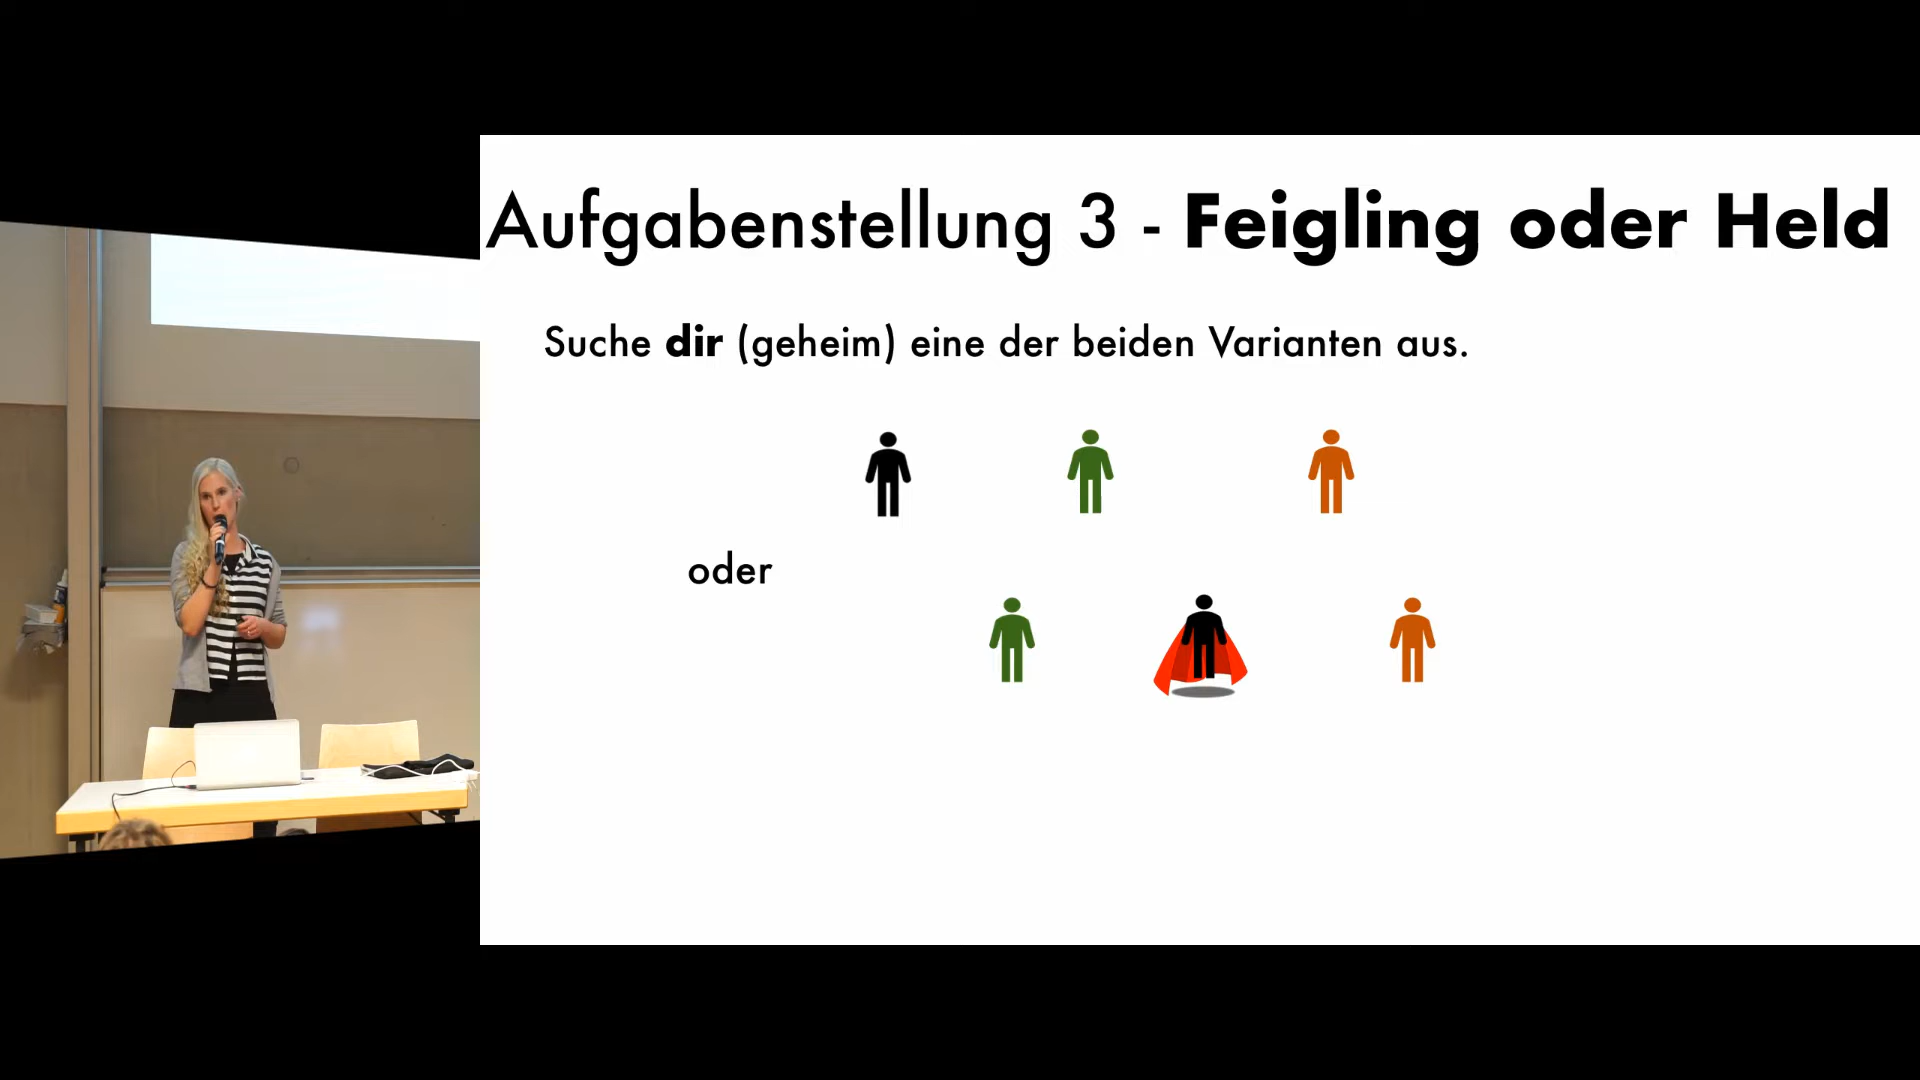 Aufgabenstellung 3 - Feigling oder Held
Suche dir (geheim) eine der beiden Varianten aus.
oder